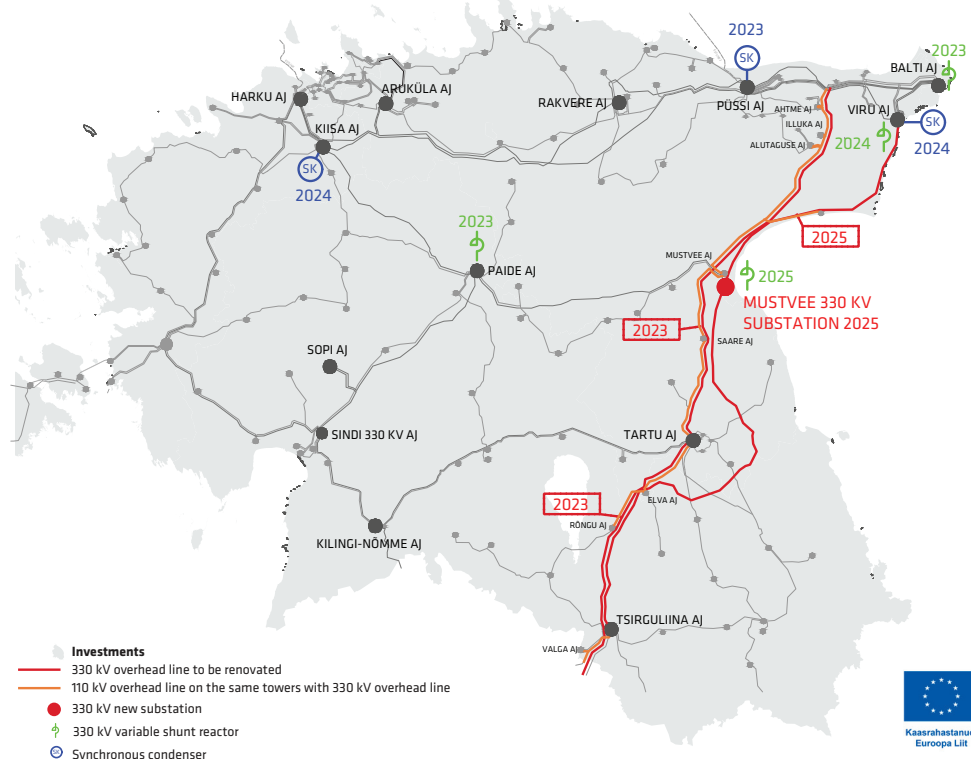 2023
SK
2023
BALTI AJ
HARKU AJ
ARUKÜLA AJ
RAKVERE AJ
PÜSSI AJ
AHTME AJ
VIRU AJ
SK
KIISA AJ
ILLUKA AJ
ALUTAGUSE AJ
2024
2024
SK
2024
2023
2025
PAIDE AJ
MUSTVEE AJ
2025
MUSTVEE 330 KV
SUBSTATION 2025
2023
SAARE AJ
SOPI AJ
SINDI 330 KV AJ
TARTU AJ
2023
ELVA AJ
RÕNGU AJ
KILINGI-NÕMME AJ
TSIRGULIINA AJ
VALGA AJ
Investments
330 kV overhead line to be renovated
110 kV overhead line on the same towers with 330 kV overhead line
330 kV new substation
330 kV variable shunt reactor
SK Synchronous condenser
Euroopa Liit